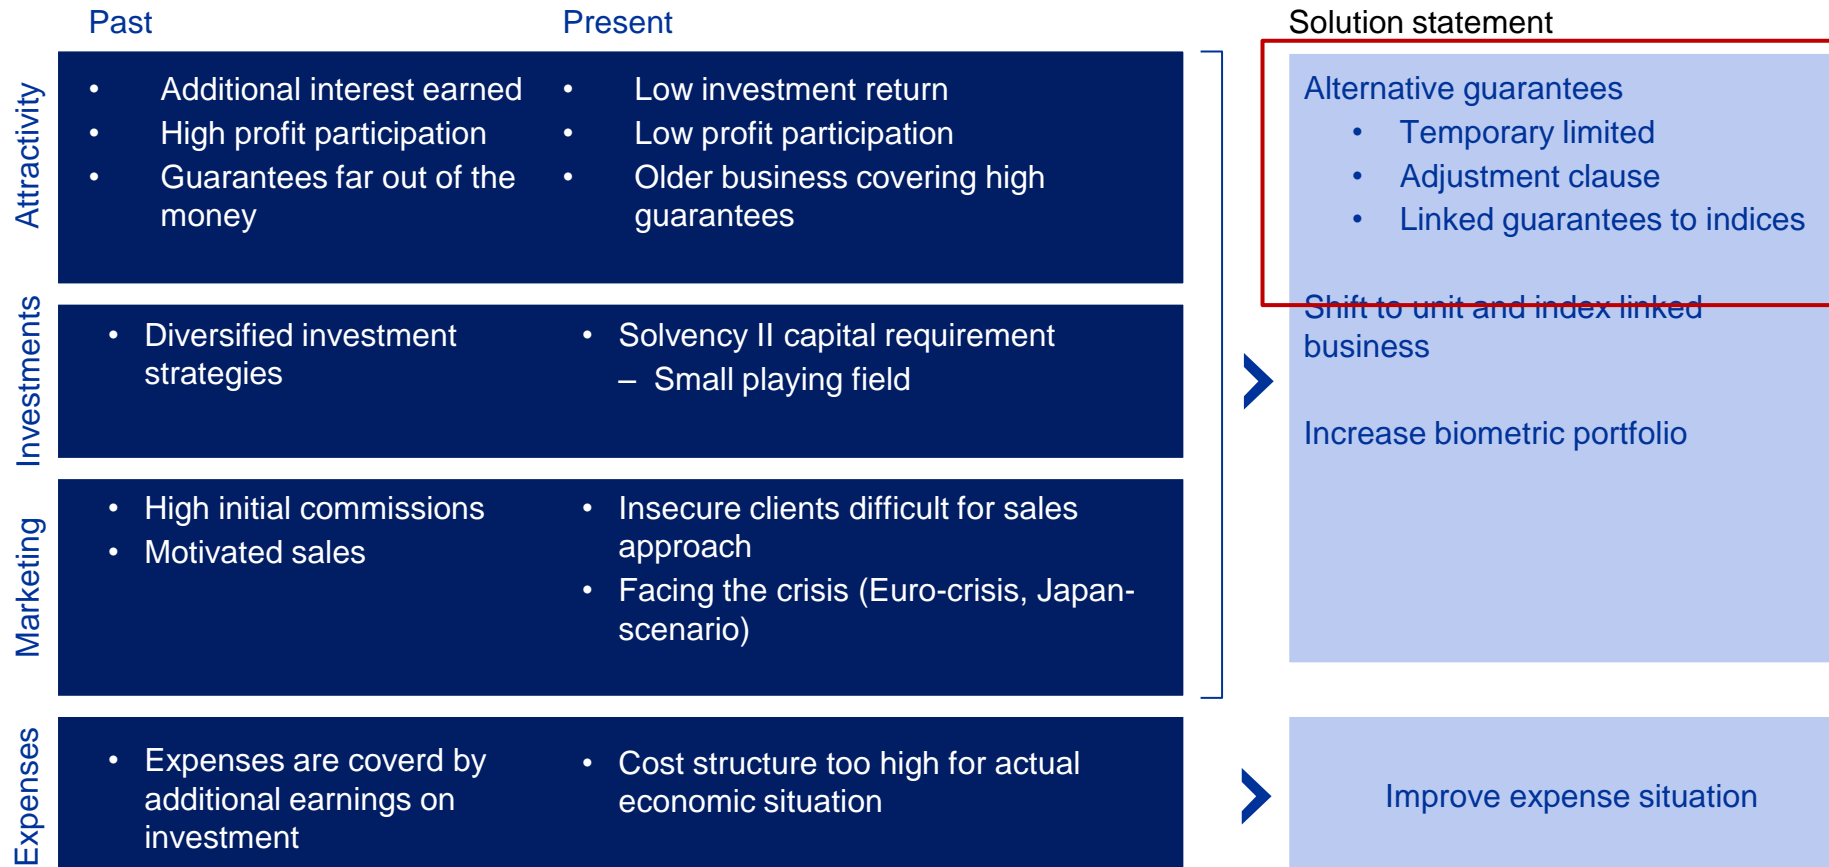 Past
Present
Solution statement
Attractivity
• Additional interest earned
• High profit participation
• Guarantees far out of the
money
• Low investment return
• Low profit participation
• Older business covering high
guarantees
Investments
• Diversified investment
strategies
• Solvency II capital requirement
– Small playing field
Marketing
• High initial commissions
• Motivated sales
• Insecure clients difficult for sales
approach
• Facing the crisis (Euro-crisis, Japan-
scenario)
Alternative guarantees
• Temporary limited
• Adjustment clause
• Linked guarantees to indices
Shift to unit and index linked
business
Increase biometric portfolio
Expenses
• Expenses are coverd by
additional earnings on
investment
• Cost structure too high for actual
economic situation
Improve expense situation